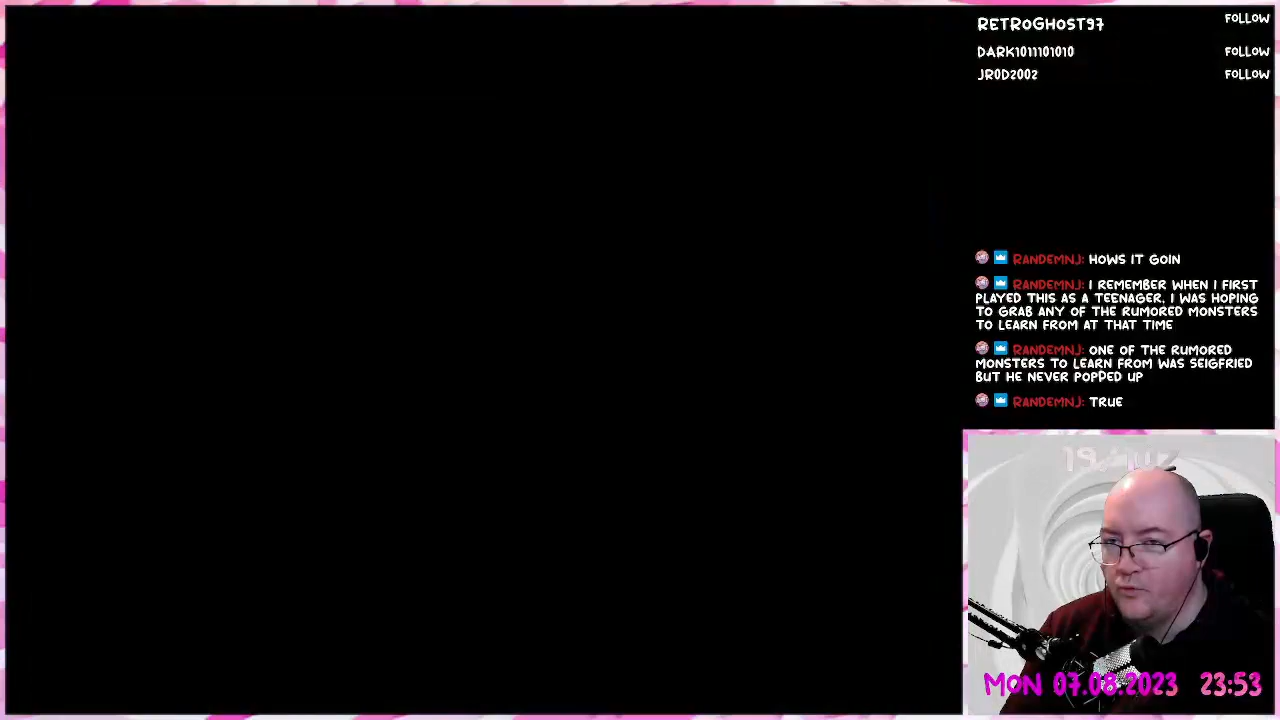 RETROGHOST97 FOLLOW
DARK1011101010 FOLLOW
JROD2002 FOLLOW
RANDEMNJ: HOWS IT GOIN
RANDEMNJ: I REMEMBER WHEN I FIRST
PLAYED THIS AS A TEENAGER, I WAS HOPING
TO GRAB ANY OF THE RUMORED MONSTERS
TO LEARN FROM AT THAT TIME
RANDEMNJ: ONE OF THE RUMORED
MONSTERS TO LEARN FROM WAS SEIGFRIED
BUT HE NEVER POPPED UP
RANDEMNJ: TRUE
MON 07.08.2023 23:53